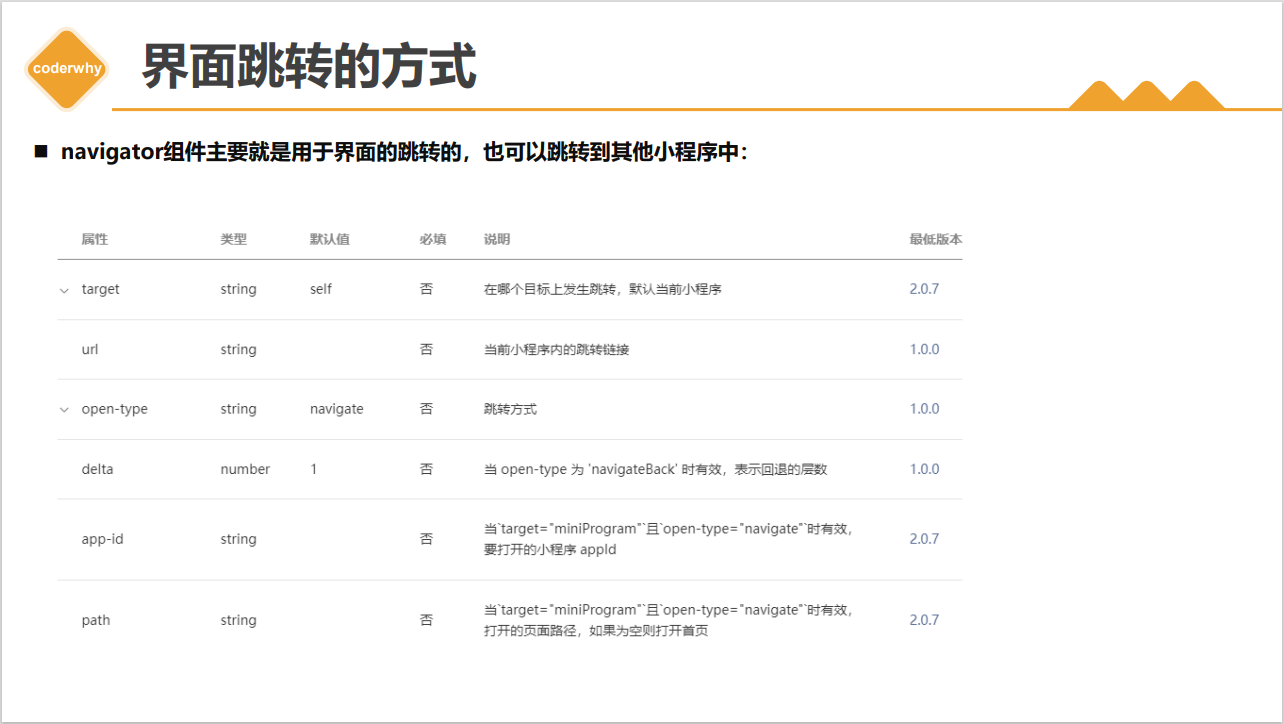 coderwhy
界面跳转的方式
■ navigator组件主要就是用于界面的跳转的，也可以跳转到其他小程序中：
属性 类型 默认值 必填 说明 最低版本
target string self 否 在哪个目标上发生跳转，默认当前小程序 2.0.7
url string 否 当前小程序内的跳转链接 1.0.0
open-type string navigate 否 跳转方式 1.0.0
delta number 1 否 当 open-type 为 'navigateBack' 时有效，表示回退的层数 1.0.0
app-id string 否 当`target="miniProgram"`且`open-type="navigate"`时有效，
要打开的小程序 appId 2.0.7
path string 否 当`target="miniProgram"`且`open-type="navigate"`时有效，
打开的页面路径，如果为空则打开首页 2.0.7